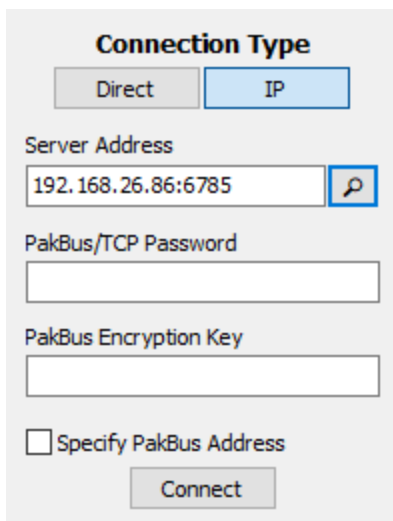 Connection Type
Direct IP
Server Address
192.168.26.86:6785
PakBus/TCP Password
PakBus Encryption Key
Specify PakBus Address
Connect